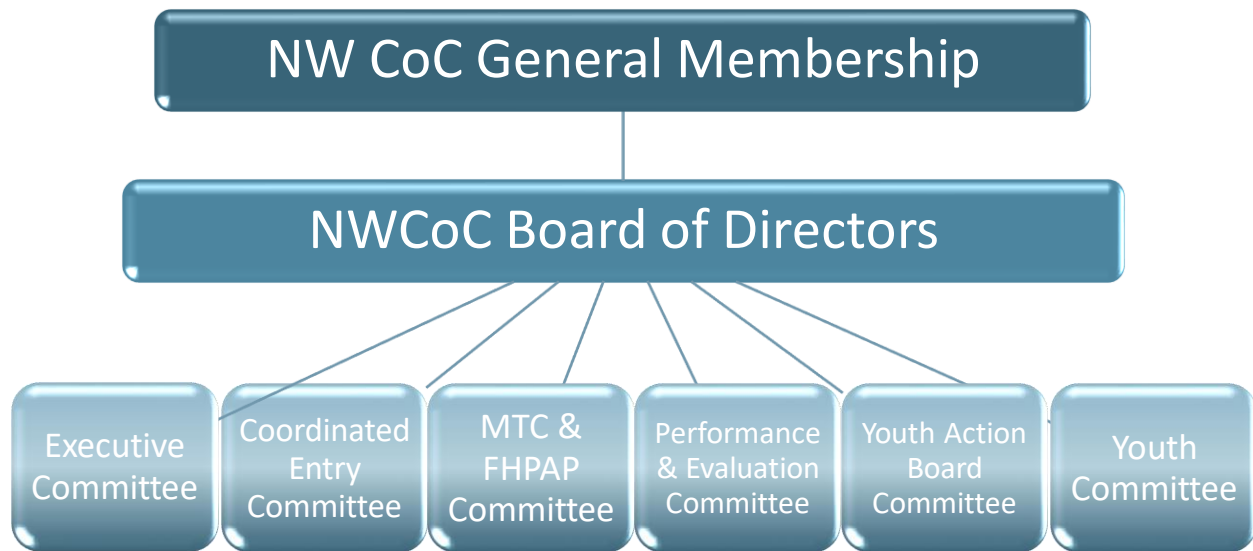 NW CoC General Membership
NWCoC Board of Directors
Executive
Committee
Coordinated
Entry
Committee
MTC &
FHPAP
Committee
Performance
& Evaluation
Committee
Youth Action
Board
Committee
Youth
Committee